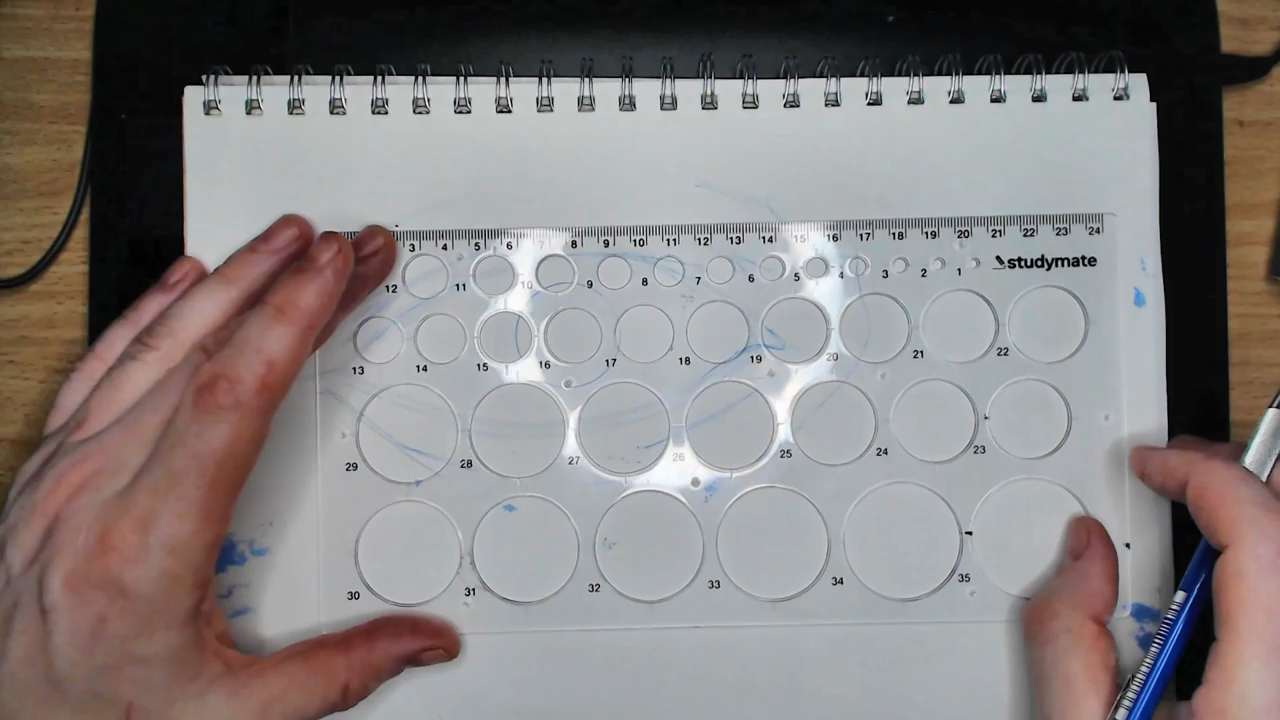 3 4 5 6 7 8 9 10 11 12 13 14 15 16 17 18 19 20 21 22 23 24
studymate
12 11 10 9 8 7 6 5 4 3 2 1
13 14 15 16 17 18 19 20 21 22
29 28 27 26 25 24 23
30 31 32 33 34 35